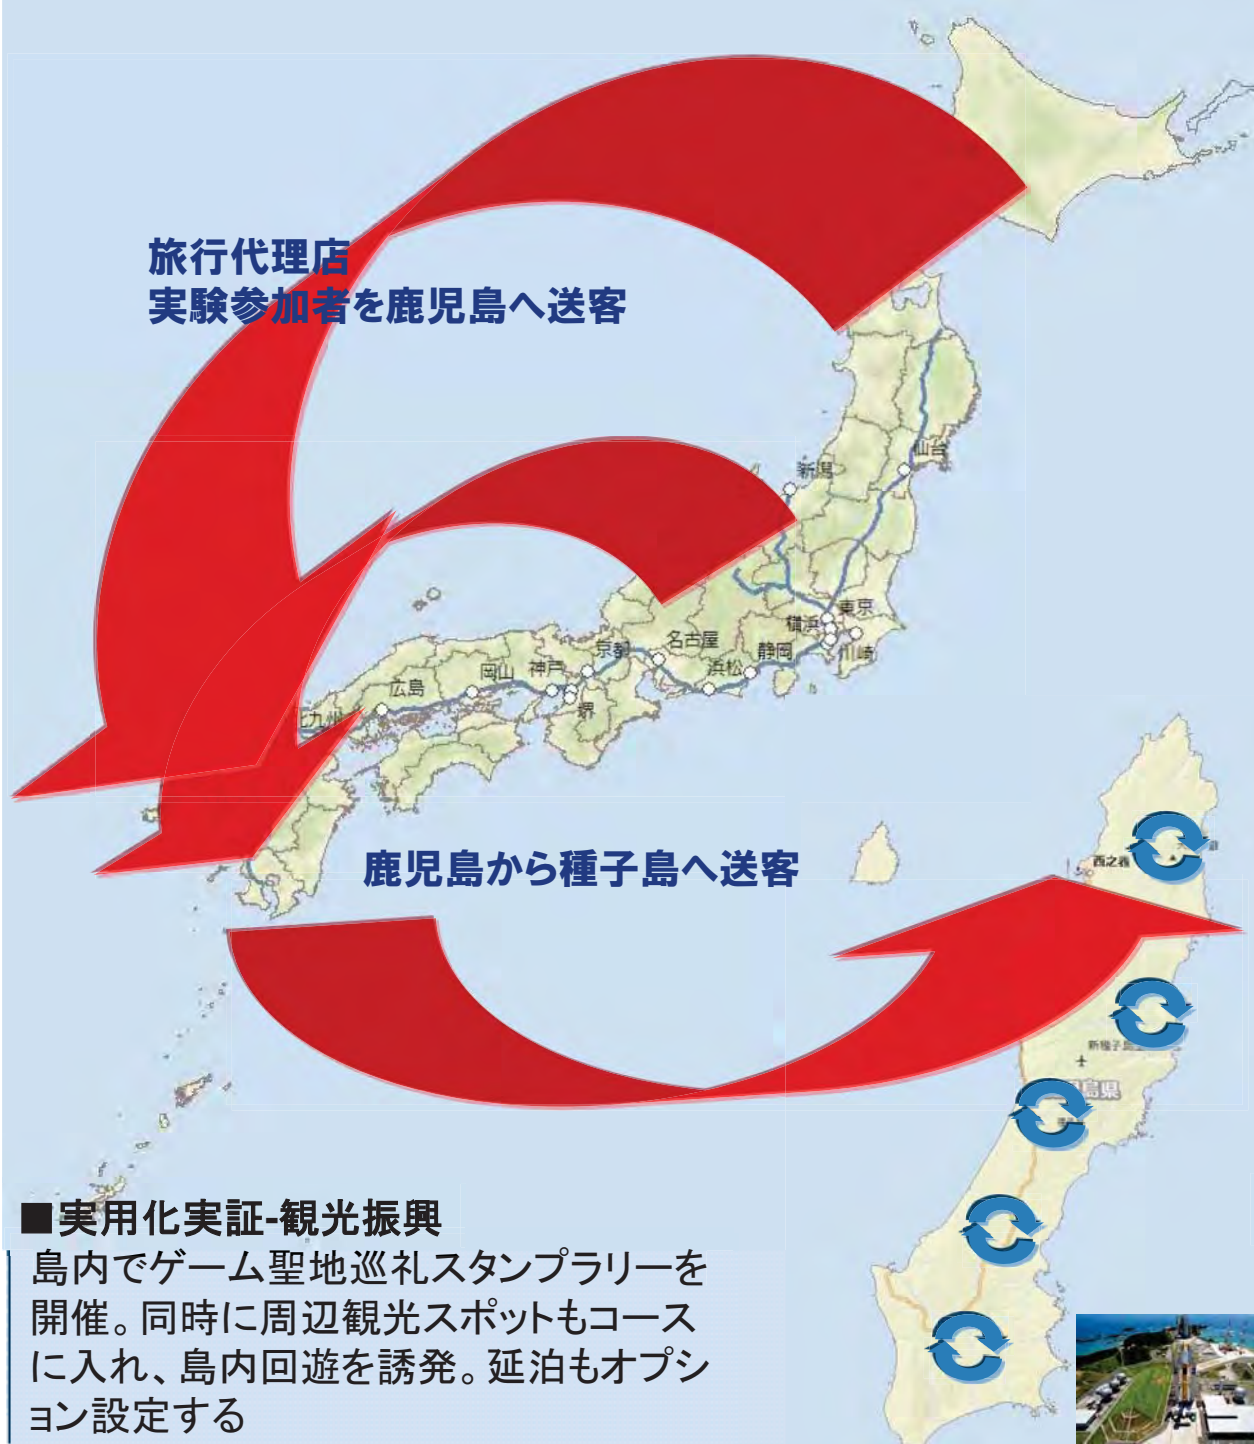 旅行代理店
実験参加者を鹿児島へ送客
仙台
新潟
東京
横浜
川崎
名古屋
静岡
京都
浜松
神戸
岡山
堺
広島
北九州
鹿児島から種子島へ送客
西之表
新種子島
島県
■実用化実証-観光振興
島内でゲーム聖地巡礼スタンプラリーを
開催。同時に周辺観光スポットもコース
に入れ、島内回遊を誘発。延泊もオプシ
ョン設定する